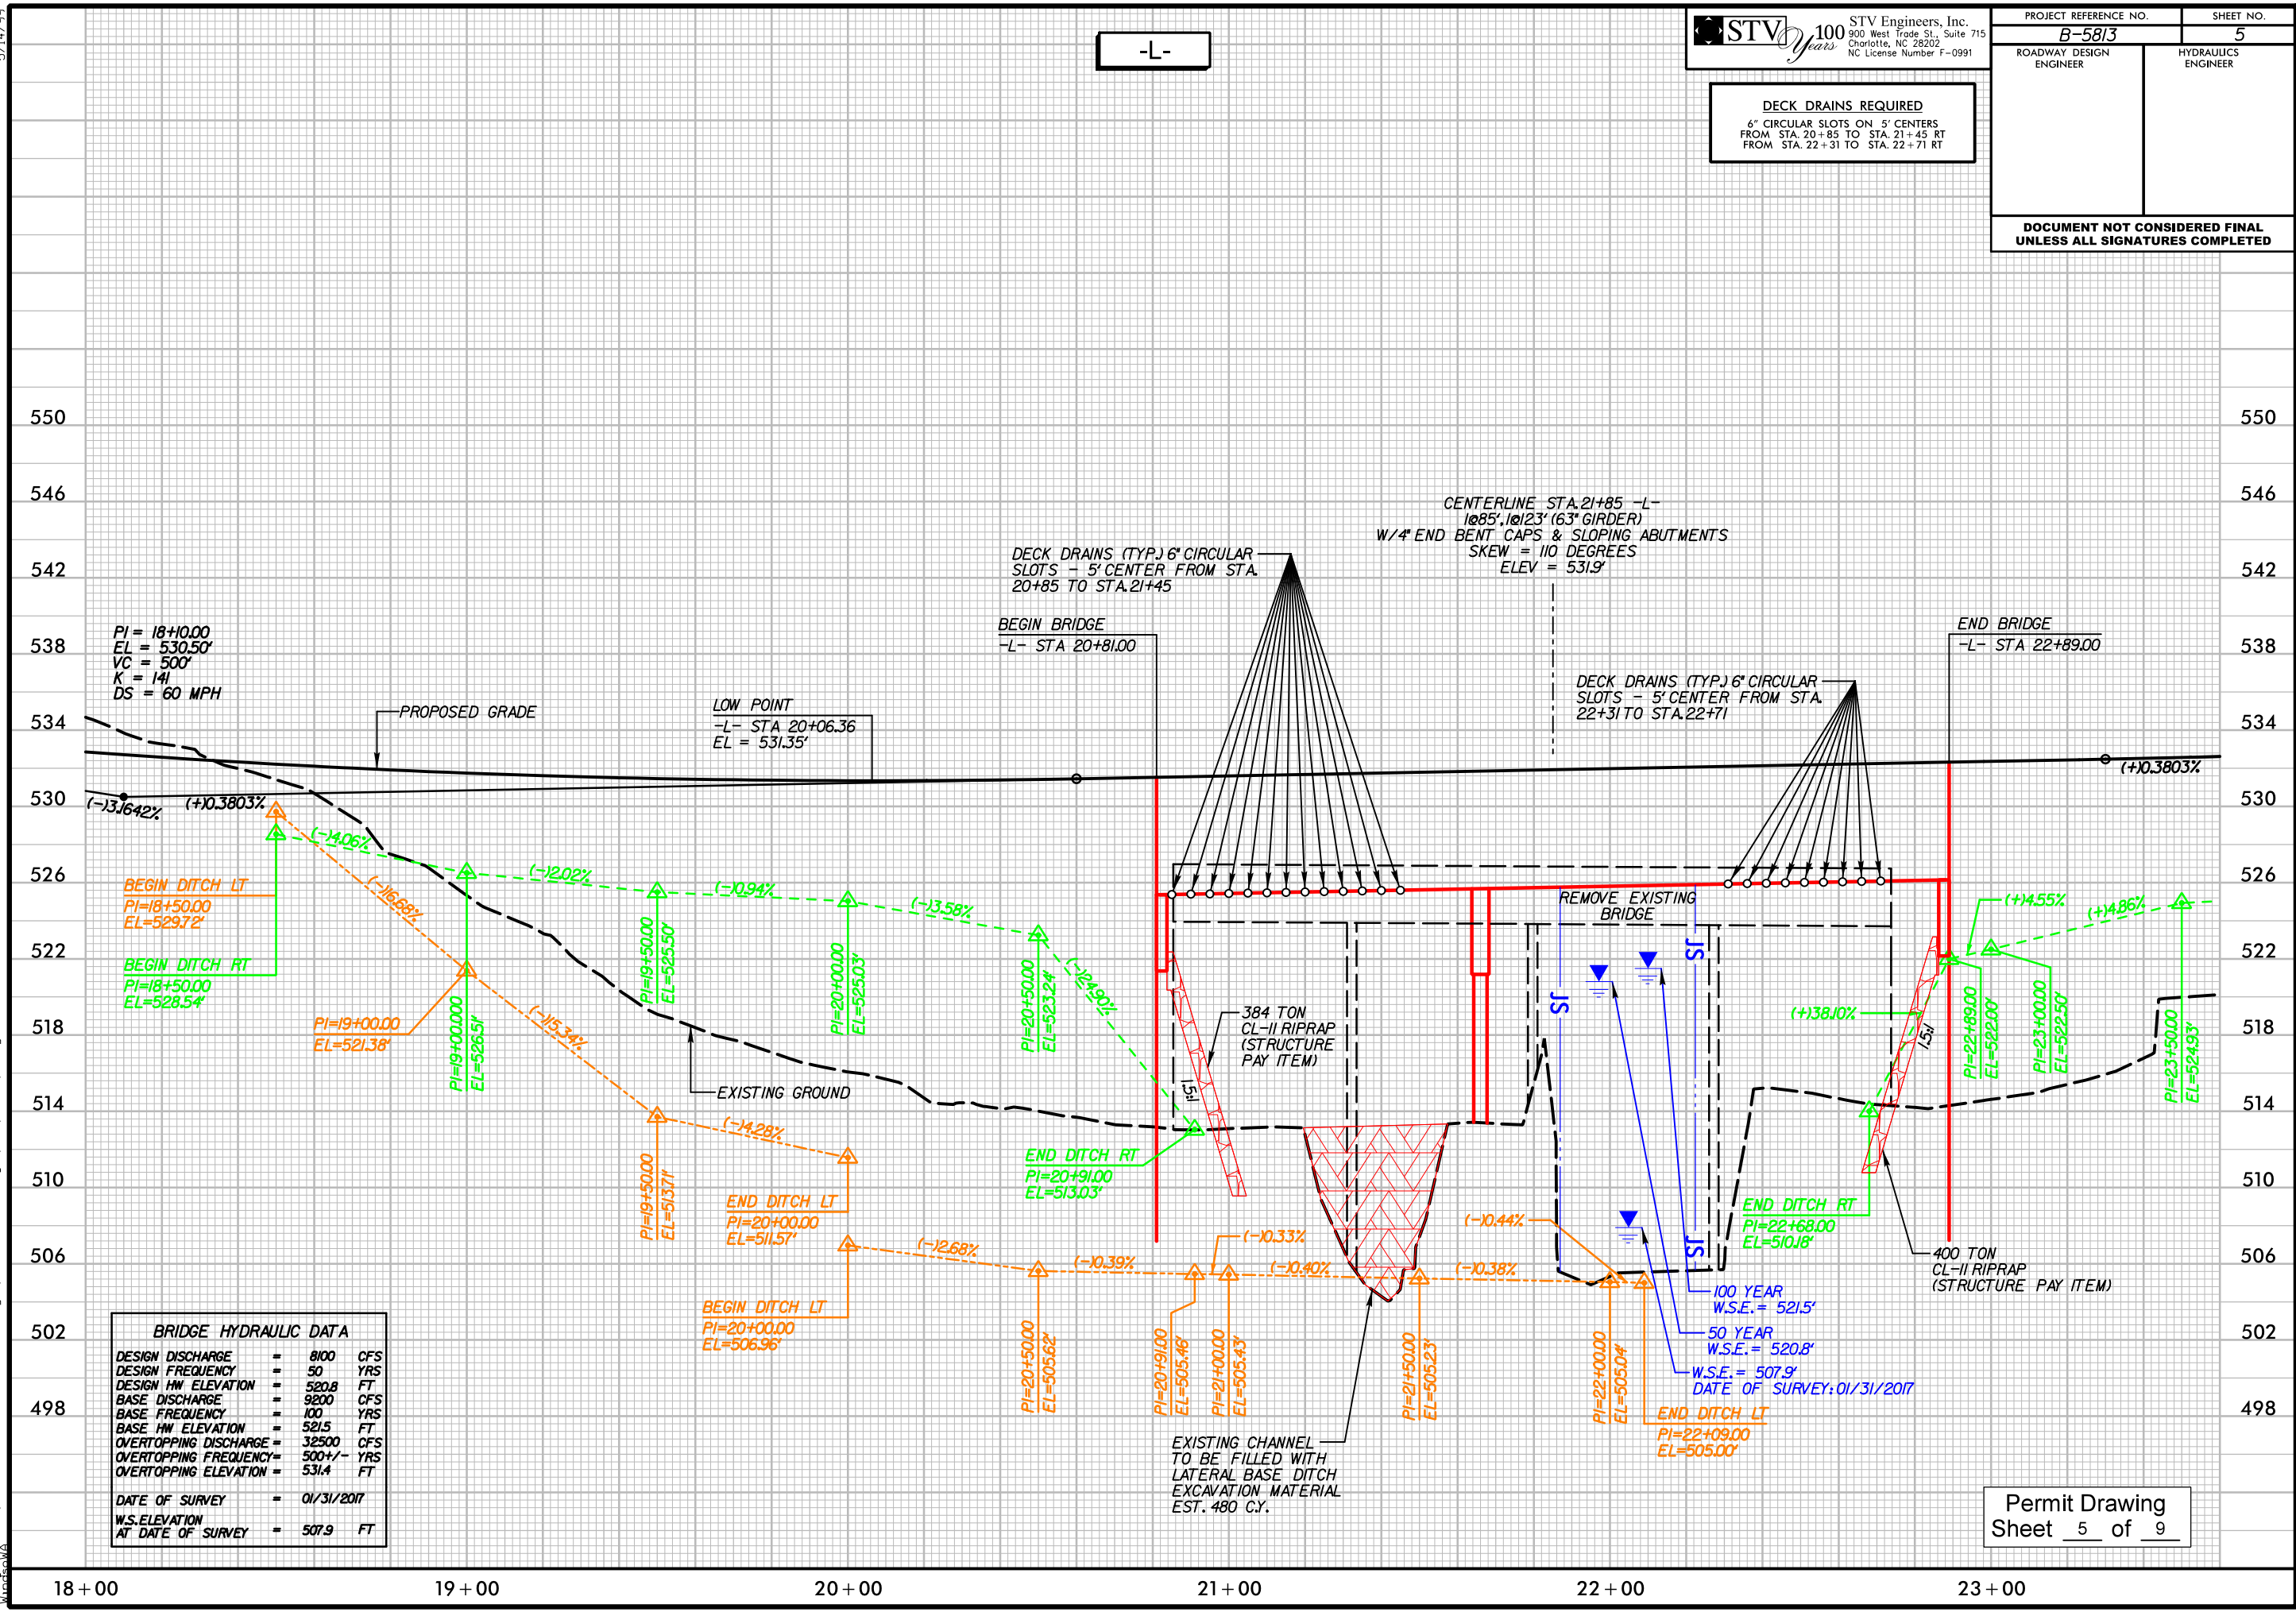 -L-
STV 100 Years
STV Engineers, Inc.
900 West Trade St., Suite 715
Charlotte, NC 28202
NC License Number F-0991
PROJECT REFERENCE NO.
SHEET NO.
B-5813
5
ROADWAY DESIGN
ENGINEER
HYDRAULICS
ENGINEER
DOCUMENT NOT CONSIDERED FINAL
UNLESS ALL SIGNATURES COMPLETED
DECK DRAINS REQUIRED
6" CIRCULAR SLOTS ON 5' CENTERS
FROM STA. 20+85 TO STA. 21+45 RT
FROM STA. 22+31 TO STA. 22+71 RT
550
546
542
538
534
530
526
522
518
514
510
506
502
498
550
546
542
538
534
530
526
522
518
514
510
506
502
498
PI = 18+10.00
EL = 530.50'
VC = 500'
K = 141
DS = 60 MPH
PROPOSED GRADE
LOW POINT
-L- STA 20+06.36
EL = 531.35'
DECK DRAINS (TYP.) 6" CIRCULAR
SLOTS - 5' CENTER FROM STA.
20+85 TO STA.21+45
BEGIN BRIDGE
-L- STA 20+81.00
CENTERLINE STA.21+85 -L-
1@85', 1@123' (63" GIRDER)
W/4" END BENT CAPS & SLOPING ABUTMENTS
SKEW = 110 DEGREES
ELEV = 531.9'
DECK DRAINS (TYP.) 6" CIRCULAR
SLOTS - 5' CENTER FROM STA.
22+31 TO STA.22+71
END BRIDGE
-L- STA 22+89.00
(-)3.1642%
(+)0.3803%
(+)0.3803%
(-)4.06%
(-)2.02%
(-)0.94%
(-)3.58%
(-)24.90%
(-)16.68%
(-)15.34%
(-)4.28%
BEGIN DITCH LT
PI=18+50.00
EL=529.72'
BEGIN DITCH RT
PI=18+50.00
EL=528.54'
PI=19+00.00
EL=521.38'
PI=19+00.000
EL=526.51'
PI=19+50.00
EL=525.50'
PI=20+00.00
EL=525.03'
PI=20+50.00
EL=523.24'
EXISTING GROUND
PI=19+50.00
EL=513.71'
END DITCH LT
PI=20+00.00
EL=511.57'
END DITCH RT
PI=20+91.00
EL=513.03'
384 TON
CL-II RIPRAP
(STRUCTURE
PAY ITEM)
1.5:1
REMOVE EXISTING
BRIDGE
JS
JS
JS
(+)4.55%
(+)4.86%
(+)38.10%
1.5:1
PI=22+89.00
EL=522.00'
PI=23+00.00
EL=522.50'
PI=23+50.00
EL=524.93'
END DITCH RT
PI=22+68.00
EL=510.18'
400 TON
CL-II RIPRAP
(STRUCTURE PAY ITEM)
BEGIN DITCH LT
PI=20+00.00
EL=506.96'
(-)2.68%
(-)0.39%
(-)0.33%
(-)0.40%
(-)0.38%
(-)0.44%
PI=20+50.00
EL=505.62'
PI=20+91.00
EL=505.46'
PI=21+00.00
EL=505.43'
PI=21+50.00
EL=505.23'
PI=22+00.00
EL=505.04'
END DITCH LT
PI=22+09.00
EL=505.00'
100 YEAR
W.S.E. = 521.5'
50 YEAR
W.S.E. = 520.8'
W.S.E. = 507.9'
DATE OF SURVEY: 01/31/2017
EXISTING CHANNEL
TO BE FILLED WITH
LATERAL BASE DITCH
EXCAVATION MATERIAL
EST. 480 C.Y.
BRIDGE HYDRAULIC DATA
DESIGN DISCHARGE = 8100 CFS
DESIGN FREQUENCY = 50 YRS
DESIGN HW ELEVATION = 520.8 FT
BASE DISCHARGE = 9200 CFS
BASE FREQUENCY = 100 YRS
BASE HW ELEVATION = 521.5 FT
OVERTOPPING DISCHARGE = 32500 CFS
OVERTOPPING FREQUENCY = 500+/- YRS
OVERTOPPING ELEVATION = 531.4 FT
DATE OF SURVEY = 01/31/2017
W.S.ELEVATION
AT DATE OF SURVEY = 507.9 FT
Permit Drawing
Sheet 5 of 9
18+00
19+00
20+00
21+00
22+00
23+00